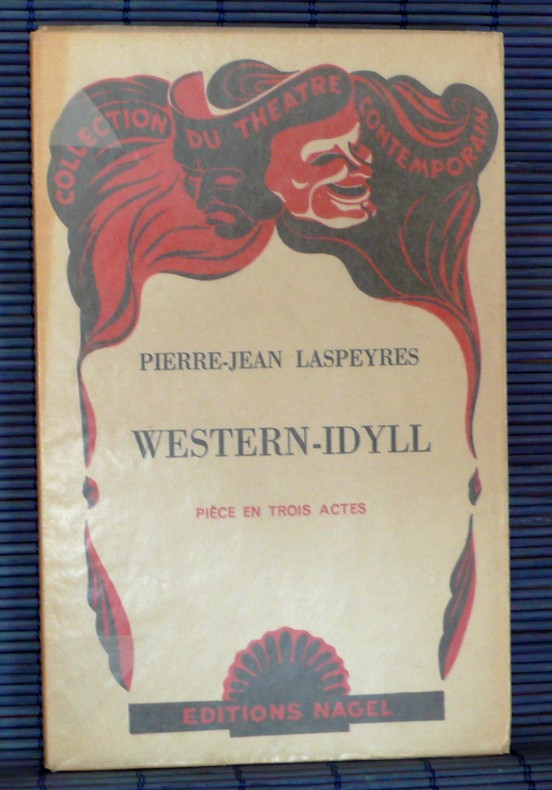 COLLECTION DU THEATRE CONTEMPORAIN
PIERRE-JEAN LASPEYRES
WESTERN-IDYLL
PIÈCE EN TROIS ACTES
EDITIONS NAGEL